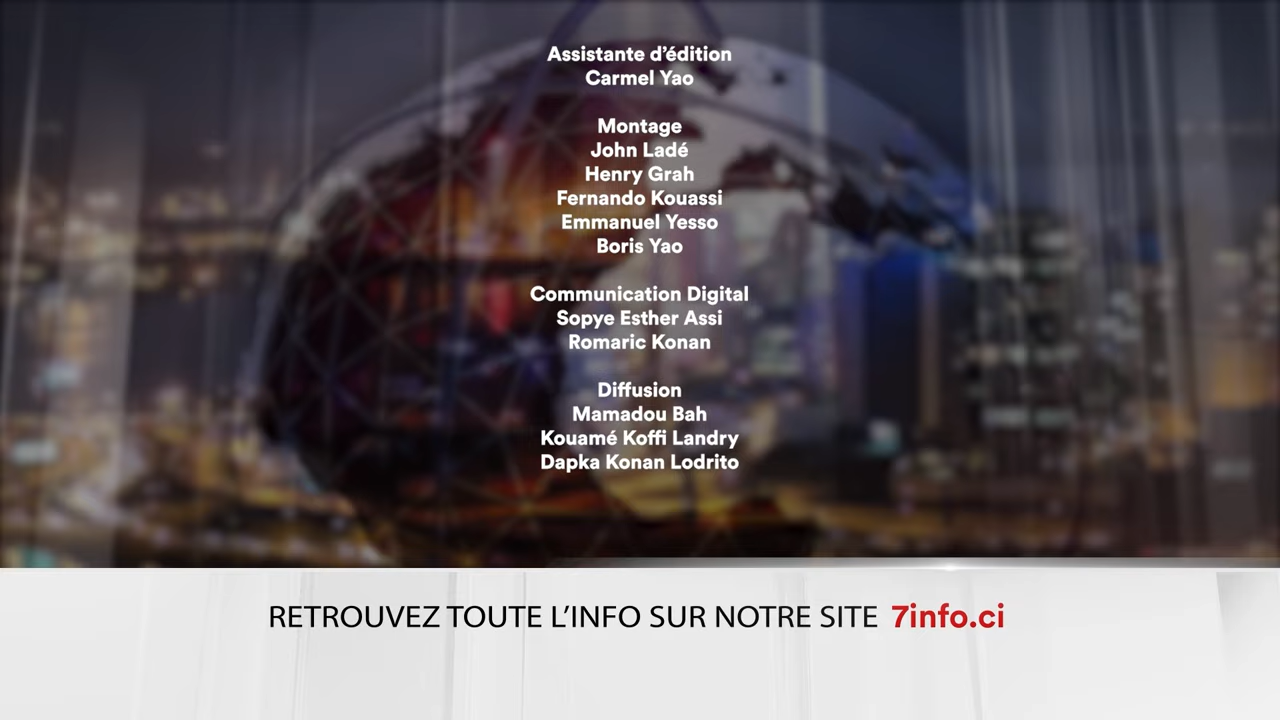 Assistante d'édition
Carmel Yao
Montage
John Ladé
Henry Grah
Fernando Kouassi
Emmanuel Yesso
Boris Yao
Communication Digital
Sopye Esther Assi
Romaric Konan
Diffusion
Mamadou Bah
Kouamé Koffi Landry
Dapka Konan Lodrito
RETROUVEZ TOUTE L'INFO SUR NOTRE SITE 7info.ci